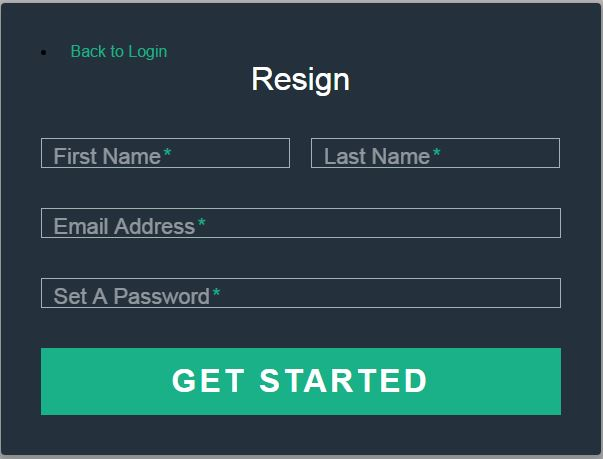 Back to Login
Resign
First Name* Last Name*
Email Address*
Set A Password*
GET STARTED